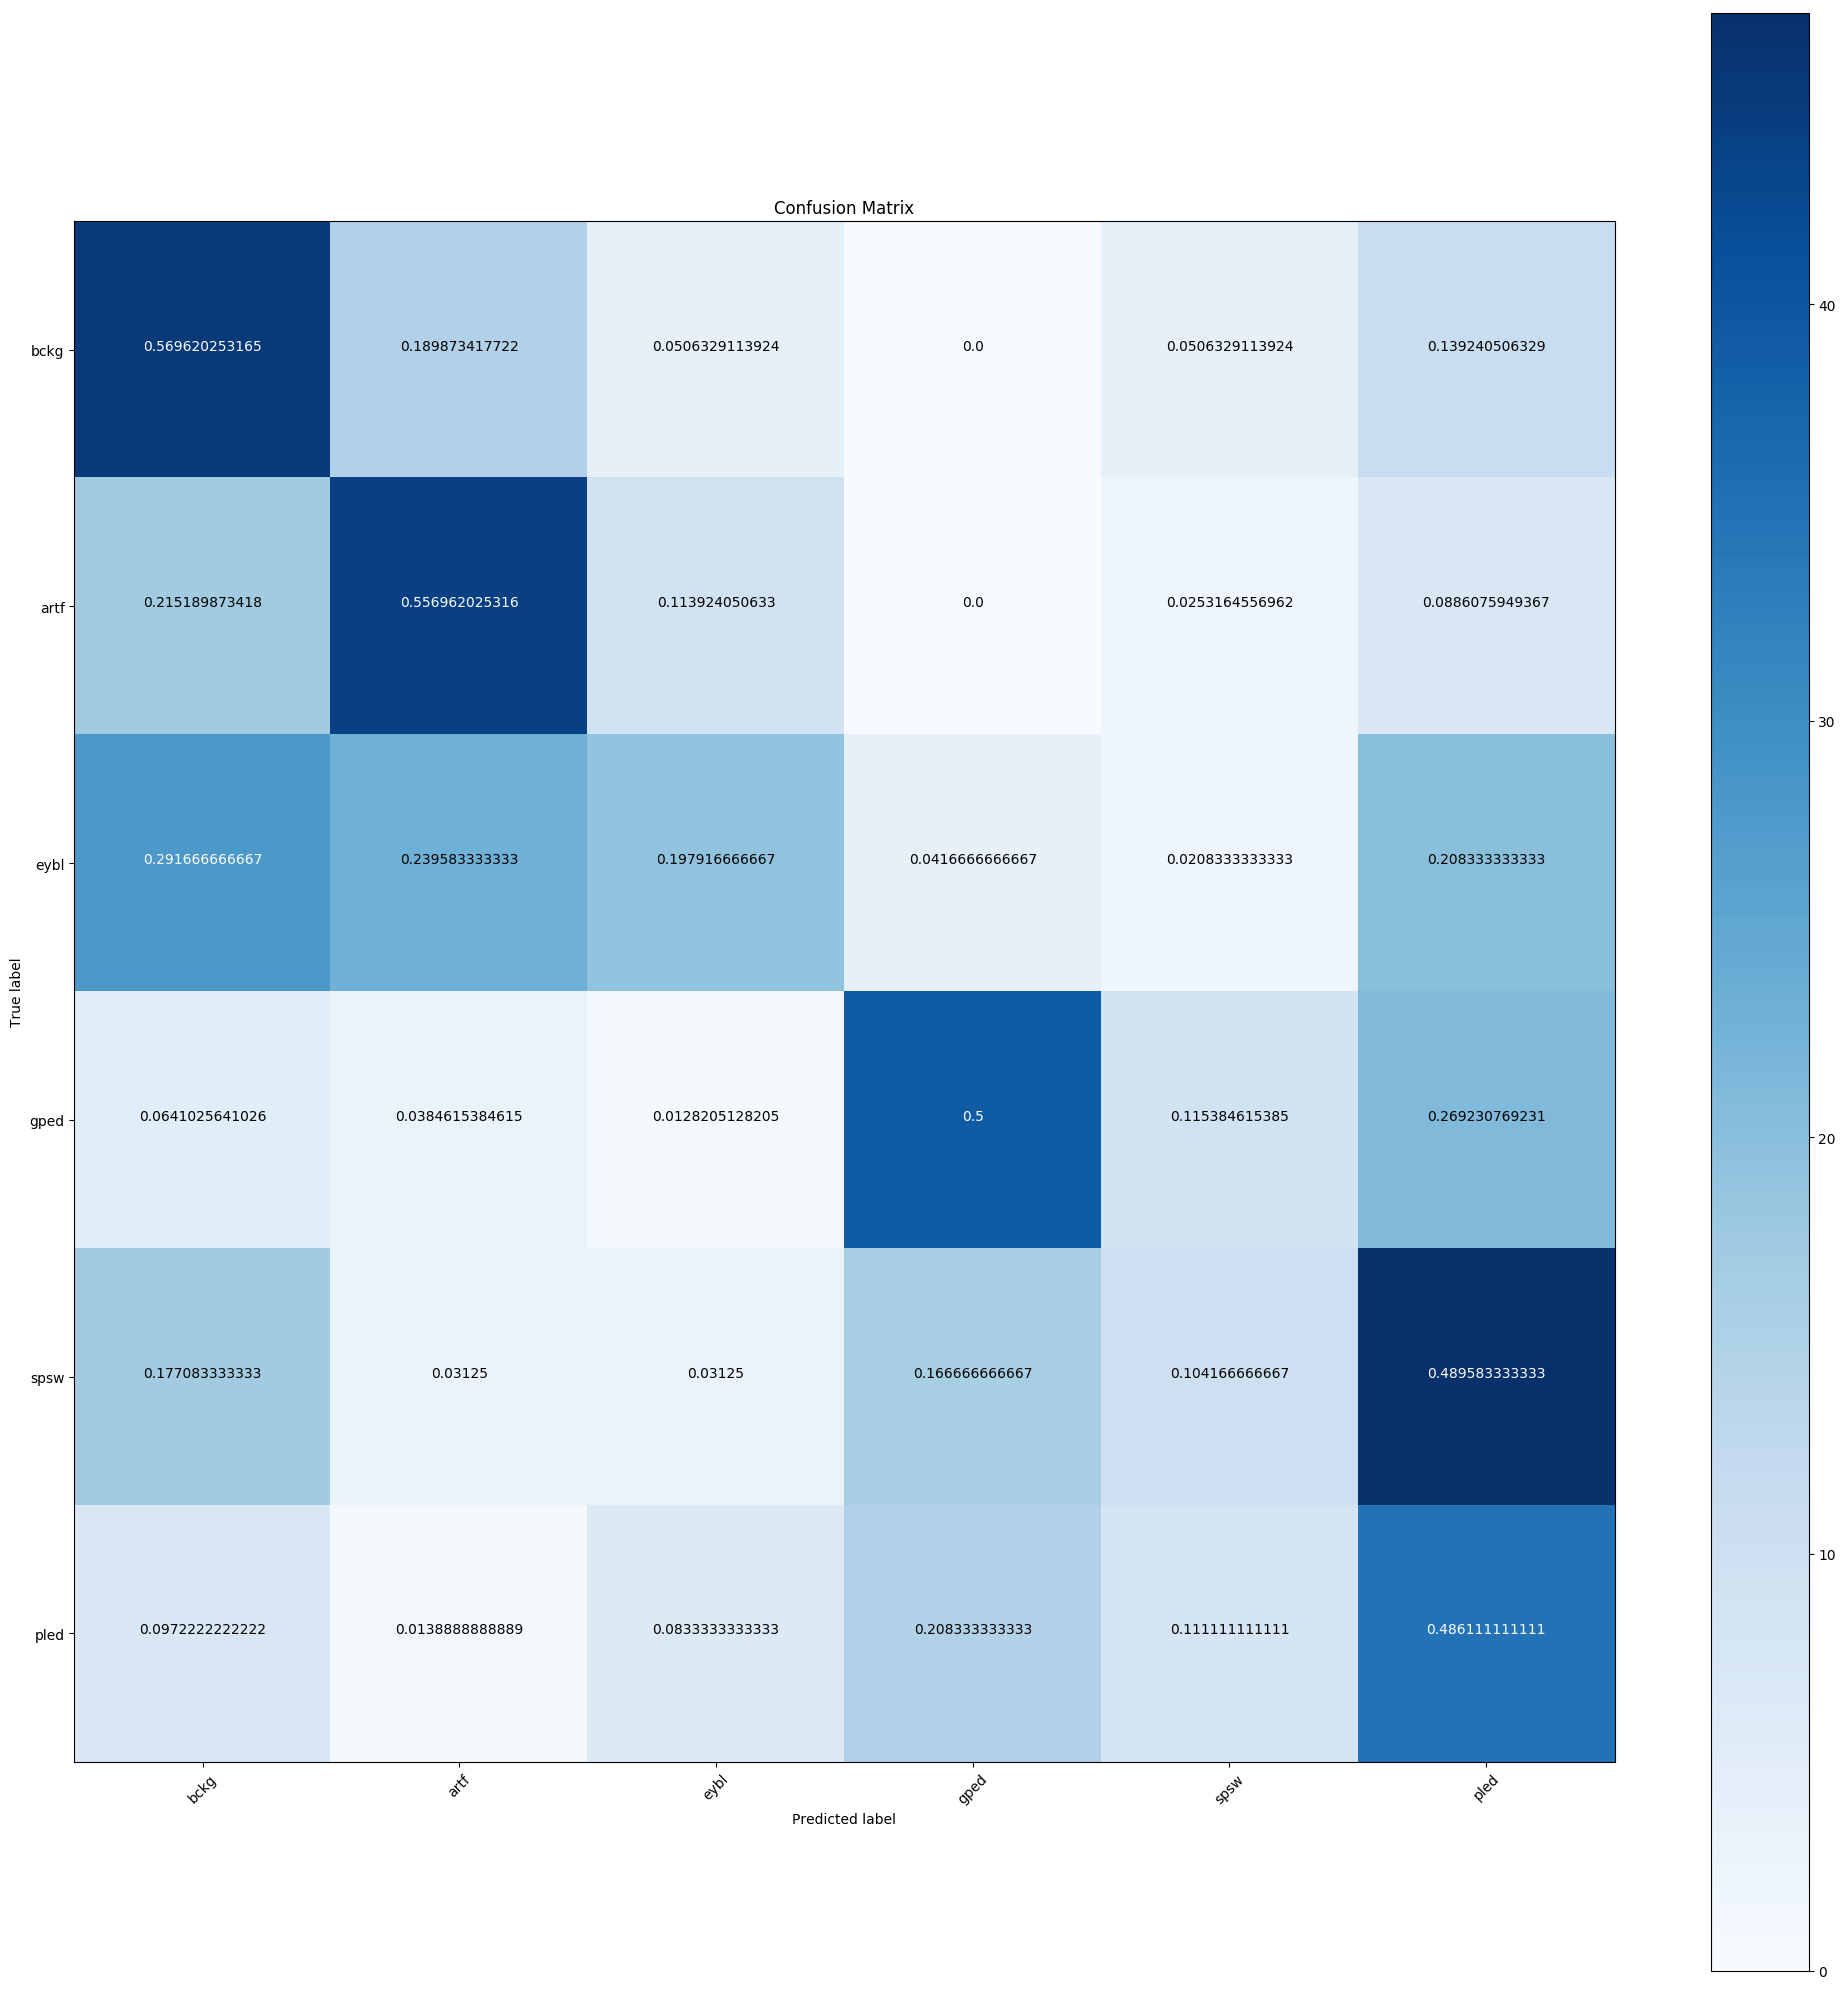 Confusion Matrix
bckg 0.569620253165 0.189873417722 0.0506329113924 0.0 0.0506329113924 0.139240506329
artf 0.215189873418 0.556962025316 0.113924050633 0.0 0.0253164556962 0.0886075949367
eybl 0.291666666667 0.239583333333 0.197916666667 0.0416666666667 0.0208333333333 0.208333333333
gped 0.0641025641026 0.0384615384615 0.0128205128205 0.5 0.115384615385 0.269230769231
spsw 0.177083333333 0.03125 0.03125 0.166666666667 0.104166666667 0.489583333333
pled 0.0972222222222 0.0138888888889 0.0833333333333 0.208333333333 0.111111111111 0.486111111111
bckg artf eybl gped spsw pled
Predicted label
True label
40
30
20
10
0